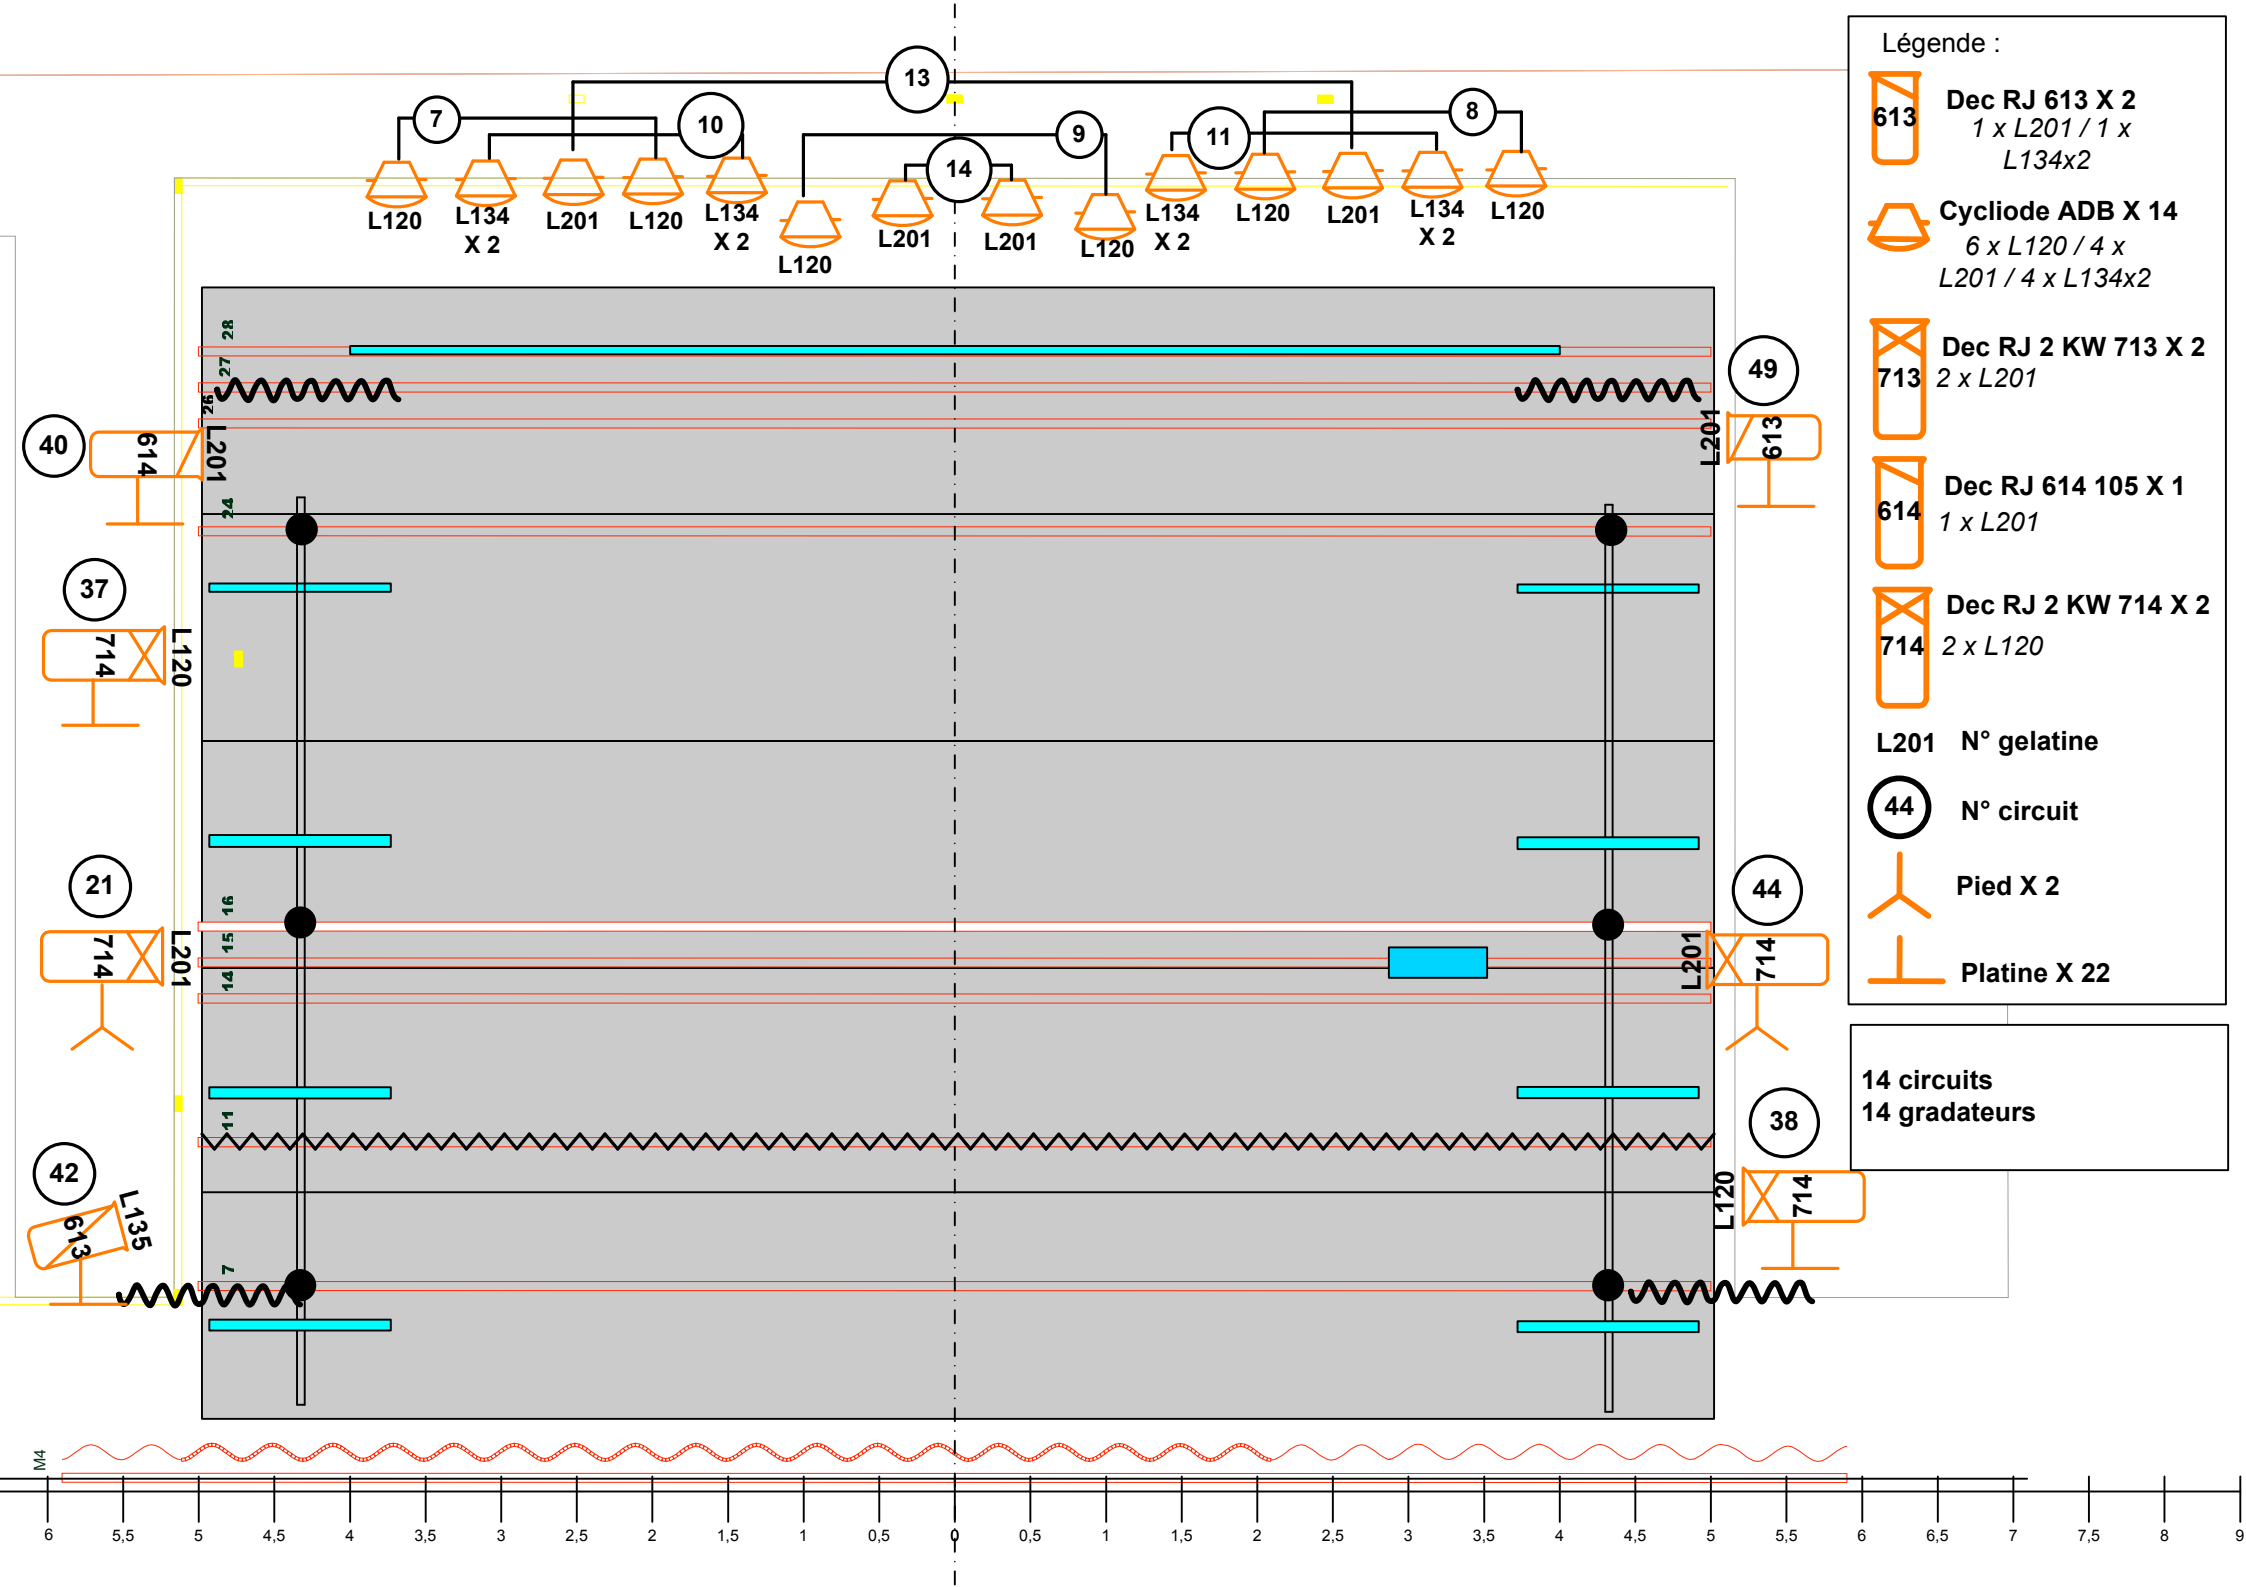 13
7
10
9
14
11
8
L120
L134
X 2
L201
L120
L134
X 2
L120
L201
L201
L120
L134
X 2
L120
L201
L134
X 2
L120
28
27
26
24
16
15
14
11
7
40
614
L201
37
714
L120
21
714
L201
42
613
L135
49
L201
613
44
L201
714
38
L120
714
Légende :
613
Dec RJ 613 X 2
1 x L201 / 1 x
L134x2
Cycliode ADB X 14
6 x L120 / 4 x
L201 / 4 x L134x2
713
Dec RJ 2 KW 713 X 2
2 x L201
614
Dec RJ 614 105 X 1
1 x L201
714
Dec RJ 2 KW 714 X 2
2 x L120
L201 N° gelatine
44 N° circuit
Pied X 2
Platine X 22
14 circuits
14 gradateurs
M4
6 5,5 5 4,5 4 3,5 3 2,5 2 1,5 1 0,5 0 0,5 1 1,5 2 2,5 3 3,5 4 4,5 5 5,5 6 6,5 7 7,5 8 9